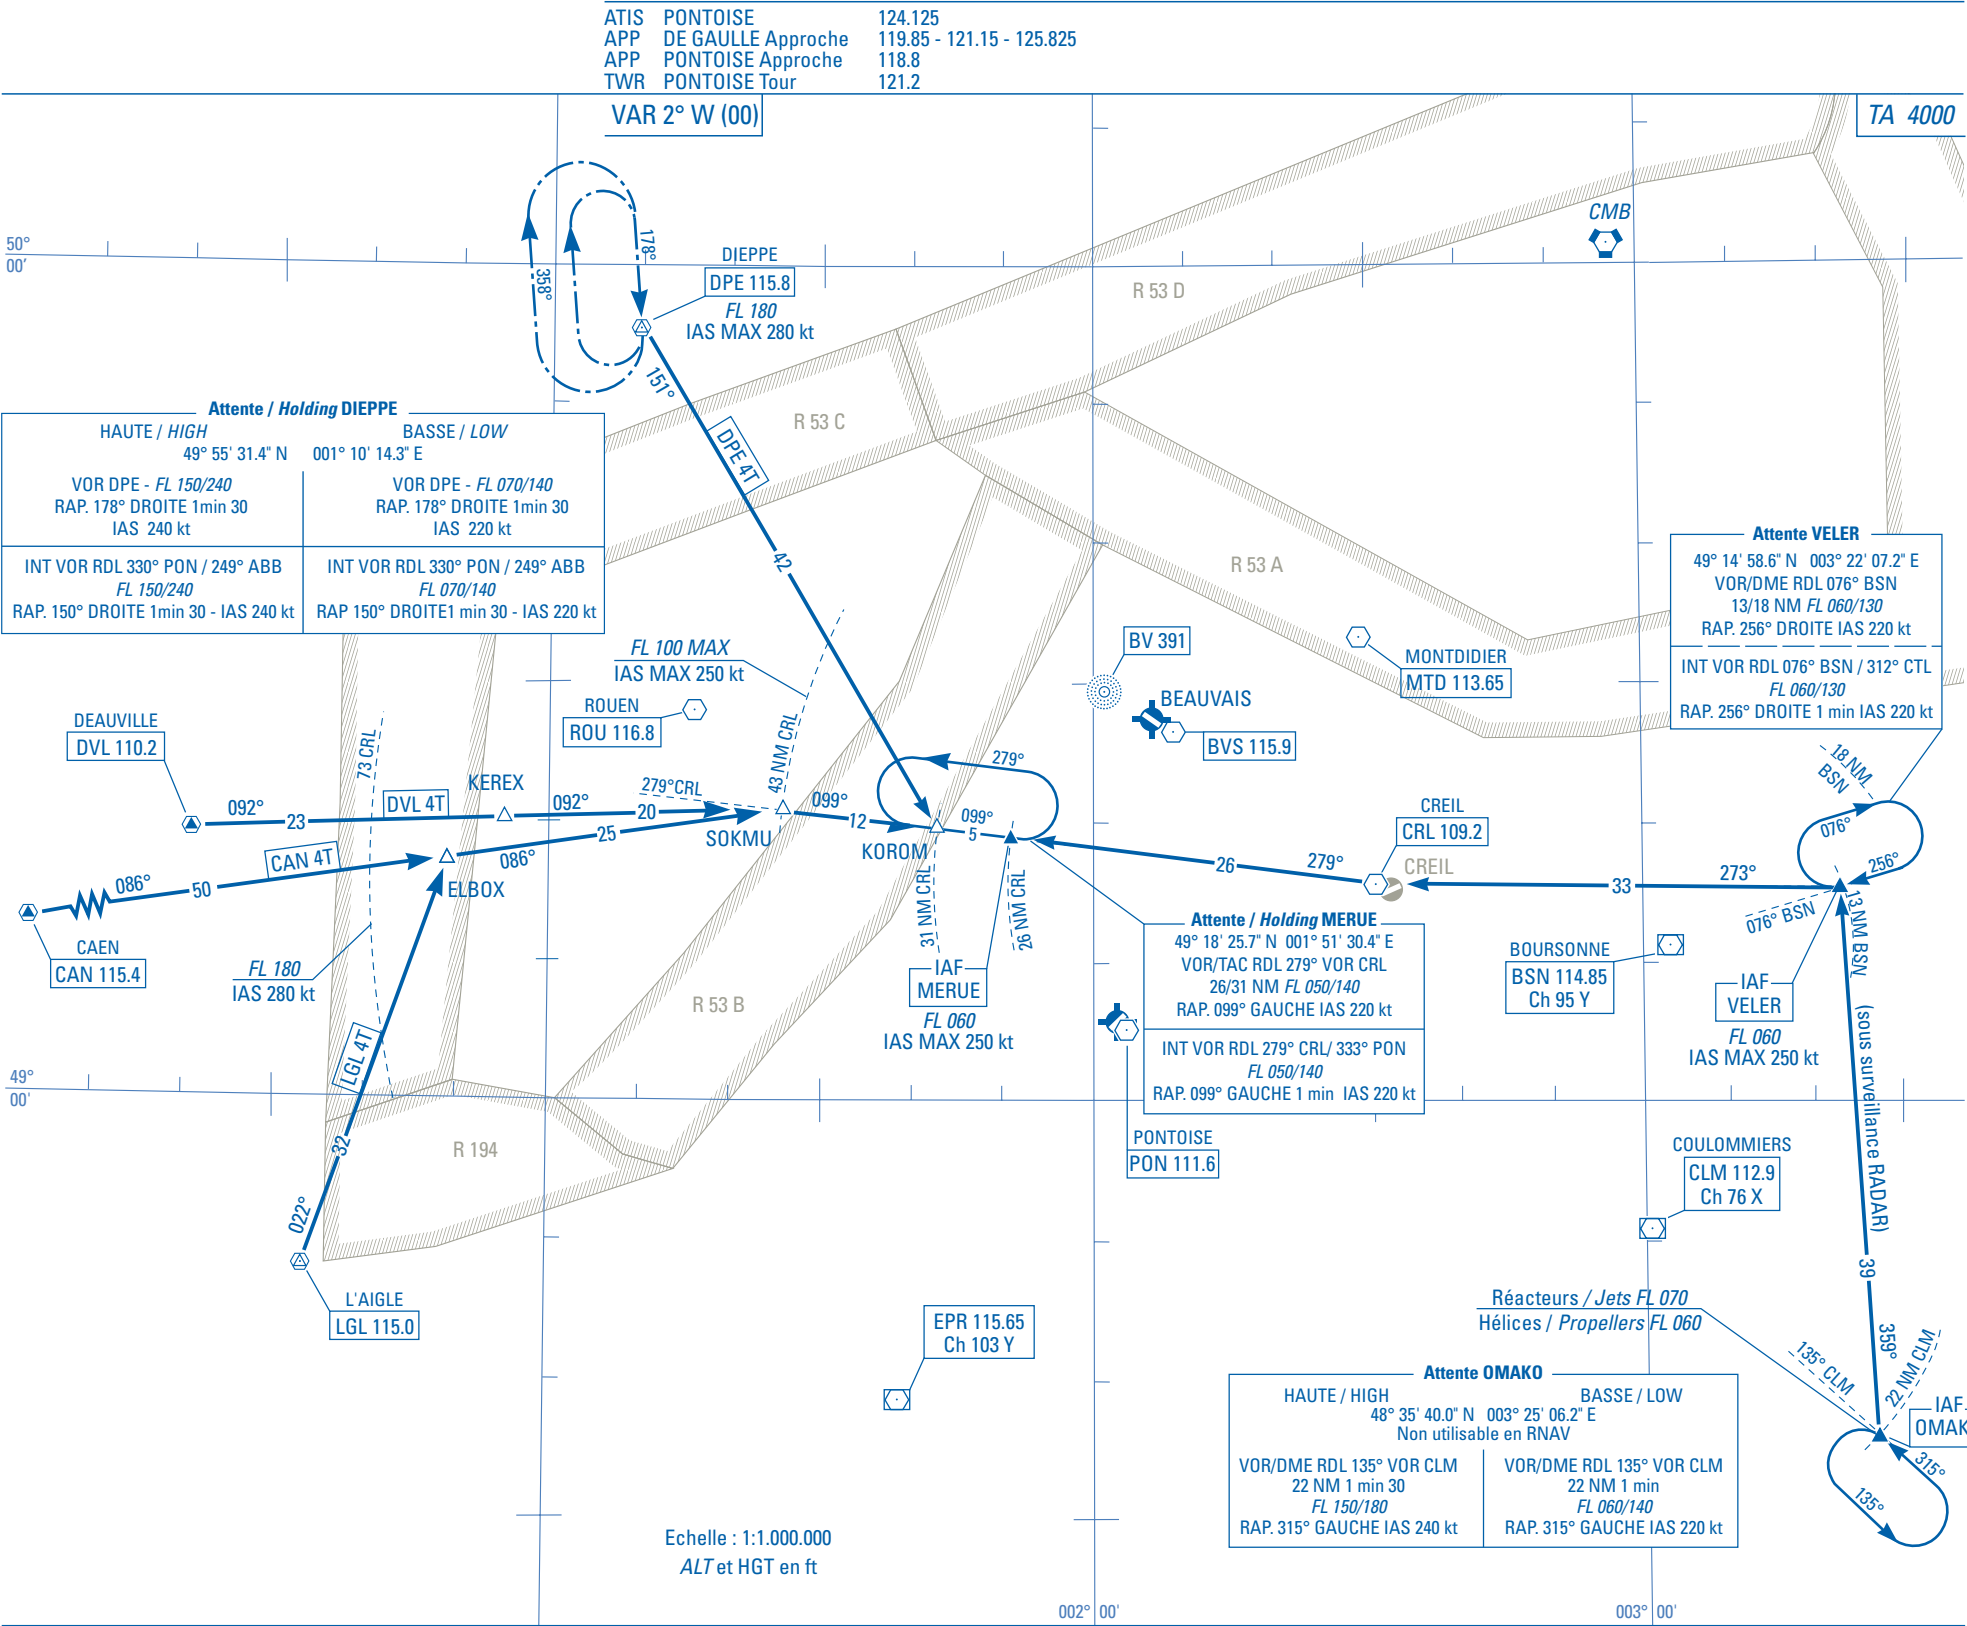 ATIS PONTOISE 124.125
APP DE GAULLE Approche 119.85 - 121.15 - 125.825
APP PONTOISE Approche 118.8
TWR PONTOISE Tour 121.2
VAR 2° W (00)
TA 4000
CMB
50°
00'
178°
358°
DIEPPE
DPE 115.8
FL 180
IAS MAX 280 kt
R 53 D
151°
DPE 4T
42
R 53 C
Attente / Holding DIEPPE
HAUTE / HIGH BASSE / LOW
49° 55' 31.4" N 001° 10' 14.3" E
VOR DPE - FL 150/240
RAP. 178° DROITE 1min 30
IAS 240 kt
VOR DPE - FL 070/140
RAP. 178° DROITE 1min 30
IAS 220 kt
INT VOR RDL 330° PON / 249° ABB
FL 150/240
RAP. 150° DROITE 1min 30 - IAS 240 kt
INT VOR RDL 330° PON / 249° ABB
FL 070/140
RAP 150° DROITE1 min 30 - IAS 220 kt
R 53 A
Attente VELER
49° 14' 58.6" N 003° 22' 07.2" E
VOR/DME RDL 076° BSN
13/18 NM FL 060/130
RAP. 256° DROITE IAS 220 kt
INT VOR RDL 076° BSN / 312° CTL
FL 060/130
RAP. 256° DROITE 1 min IAS 220 kt
FL 100 MAX
IAS MAX 250 kt
BV 391
MONTDIDIER
MTD 113.65
ROUEN
ROU 116.8
BEAUVAIS
BVS 115.9
DEAUVILLE
DVL 110.2
73 CRL
KEREX
279°CRL
43 NM CRL
279°
18 NM
BSN
092°
23
DVL 4T
092°
20
SOKMU
099°
12
KOROM
099°
5
CREIL
CRL 109.2
CREIL
26
279°
33
273°
076°
256°
076° BSN
13 NM BSN
CAN 4T
086°
50
25
086°
ELBOX
CAEN
CAN 115.4
FL 180
IAS 280 kt
LGL 4T
31 NM CRL
26 NM CRL
IAF
MERUE
FL 060
IAS MAX 250 kt
Attente / Holding MERUE
49° 18' 25.7" N 001° 51' 30.4" E
VOR/TAC RDL 279° VOR CRL
26/31 NM FL 050/140
RAP. 099° GAUCHE IAS 220 kt
INT VOR RDL 279° CRL/ 333° PON
FL 050/140
RAP. 099° GAUCHE 1 min IAS 220 kt
BOURSONNE
BSN 114.85
Ch 95 Y
IAF
VELER
FL 060
IAS MAX 250 kt
(sous surveillance RADAR)
R 53 B
49°
00'
32
022°
R 194
PONTOISE
PON 111.6
COULOMMIERS
CLM 112.9
Ch 76 X
39
359°
L'AIGLE
LGL 115.0
EPR 115.65
Ch 103 Y
Réacteurs / Jets FL 070
Hélices / Propellers FL 060
135° CLM
22 NM CLM
IAF
OMAK
315°
135°
Attente OMAKO
HAUTE / HIGH BASSE / LOW
48° 35' 40.0" N 003° 25' 06.2" E
Non utilisable en RNAV
VOR/DME RDL 135° VOR CLM
22 NM 1 min 30
FL 150/180
RAP. 315° GAUCHE IAS 240 kt
VOR/DME RDL 135° VOR CLM
22 NM 1 min
FL 060/140
RAP. 315° GAUCHE IAS 220 kt
Echelle : 1:1.000.000
ALT et HGT en ft
002° 00'
003° 00'